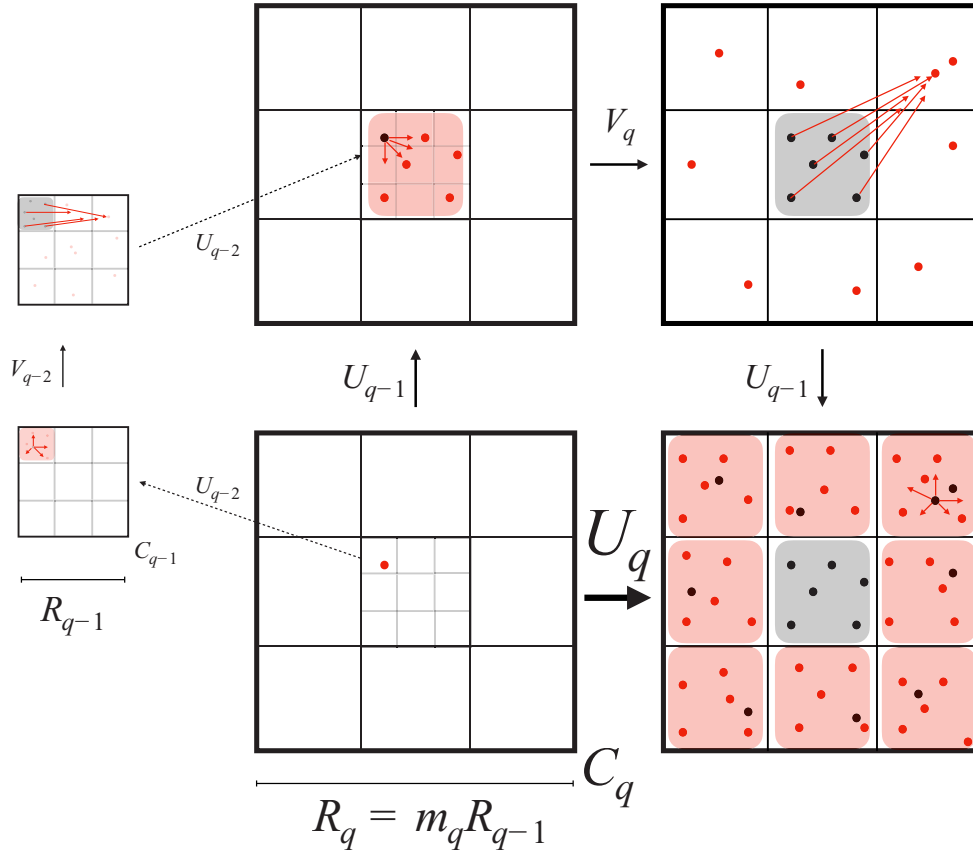 V_q
U_{q-2}
V_{q-2}
U_{q-1}
U_{q-1}
U_{q-2}
U_q
C_{q-1}
R_{q-1}
C_q
R_q = m_q R_{q-1}